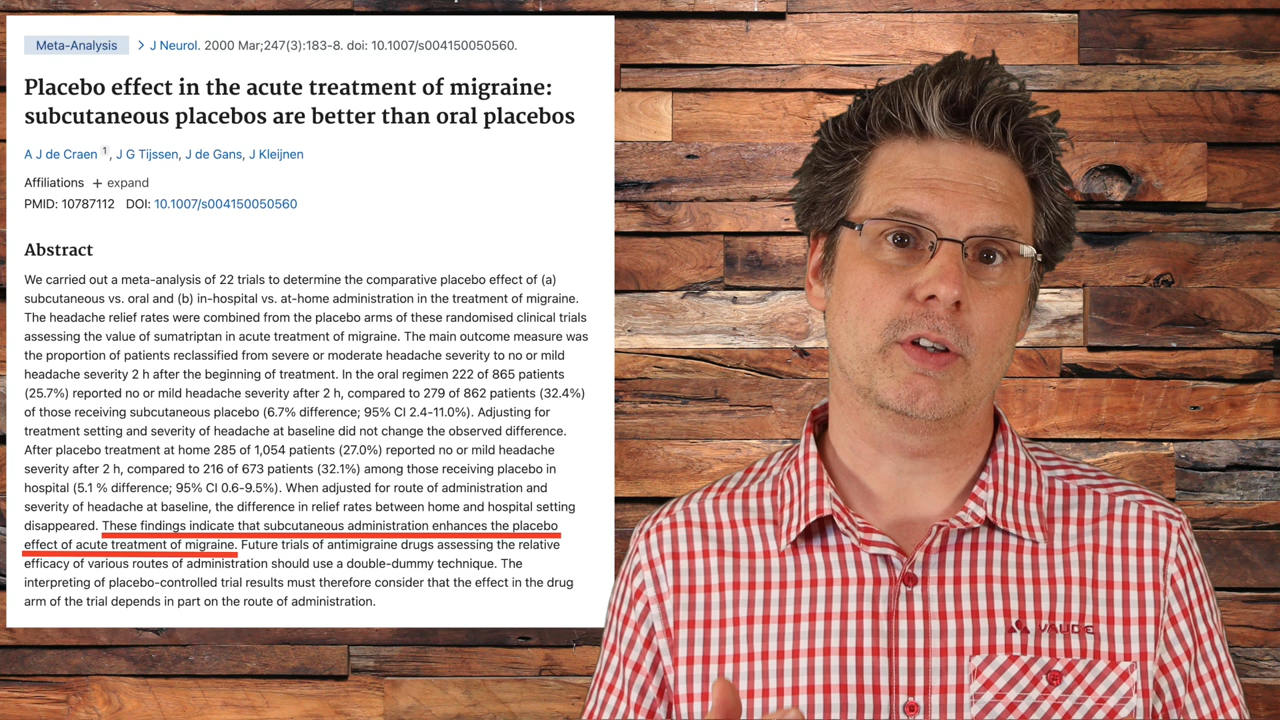 Meta-Analysis > J Neurol. 2000 Mar;247(3):183-8. doi: 10.1007/s004150050560.
Placebo effect in the acute treatment of migraine:
subcutaneous placebos are better than oral placebos
A J de Craen 1, J G Tijssen, J de Gans, J Kleijnen
Affiliations + expand
PMID: 10787112 DOI: 10.1007/s004150050560
Abstract
We carried out a meta-analysis of 22 trials to determine the comparative placebo effect of (a)
subcutaneous vs. oral and (b) in-hospital vs. at-home administration in the treatment of migraine.
The headache relief rates were combined from the placebo arms of these randomised clinical trials
assessing the value of sumatriptan in acute treatment of migraine. The main outcome measure was
the proportion of patients reclassified from severe or moderate headache severity to no or mild
headache severity 2 h after the beginning of treatment. In the oral regimen 222 of 865 patients
(25.7%) reported no or mild headache severity after 2 h, compared to 279 of 862 patients (32.4%)
of those receiving subcutaneous placebo (6.7% difference; 95% CI 2.4-11.0%). Adjusting for
treatment setting and severity of headache at baseline did not change the observed difference.
After placebo treatment at home 285 of 1,054 patients (27.0%) reported no or mild headache
severity after 2 h, compared to 216 of 673 patients (32.1%) among those receiving placebo in
hospital (5.1 % difference; 95% CI 0.6-9.5%). When adjusted for route of administration and
severity of headache at baseline, the difference in relief rates between home and hospital setting
disappeared. These findings indicate that subcutaneous administration enhances the placebo
effect of acute treatment of migraine. Future trials of antimigraine drugs assessing the relative
efficacy of various routes of administration should use a double-dummy technique. The
interpreting of placebo-controlled trial results must therefore consider that the effect in the drug
arm of the trial depends in part on the route of administration.
VAUDE